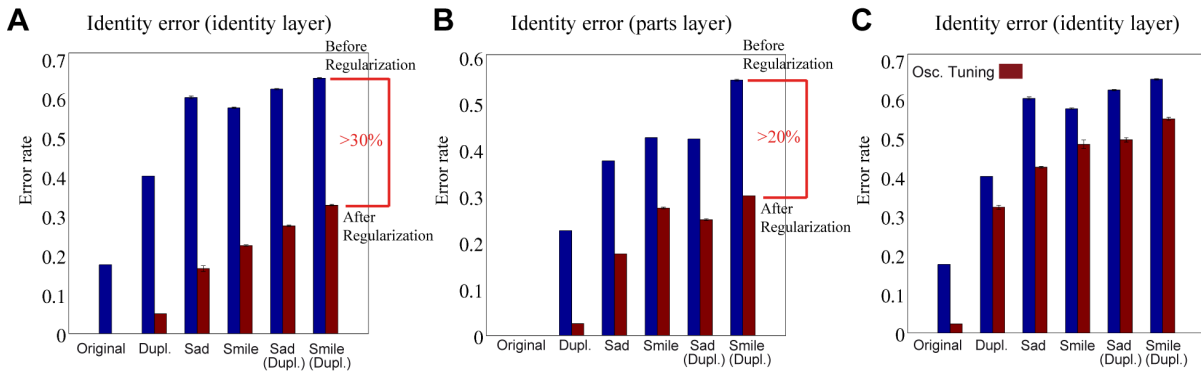 A
Identity error (identity layer)
Error rate
0.7
0.6
0.5
0.4
0.3
0.2
0.1
0
Before
Regularization
>30%
After
Regularization
Original
Dupl.
Sad
Smile
Sad
(Dupl.)
Smile
(Dupl.)
B
Identity error (parts layer)
Error rate
0.6
0.5
0.4
0.3
0.2
0.1
0
Before
Regularization
>20%
After
Regularization
Original
Dupl.
Sad
Smile
Sad
(Dupl.)
Smile
(Dupl.)
C
Identity error (identity layer)
Error rate
0.7
0.6
0.5
0.4
0.3
0.2
0.1
0
Osc. Tuning
Original
Dupl.
Sad
Smile
Sad
(Dupl.)
Smile
(Dupl.)